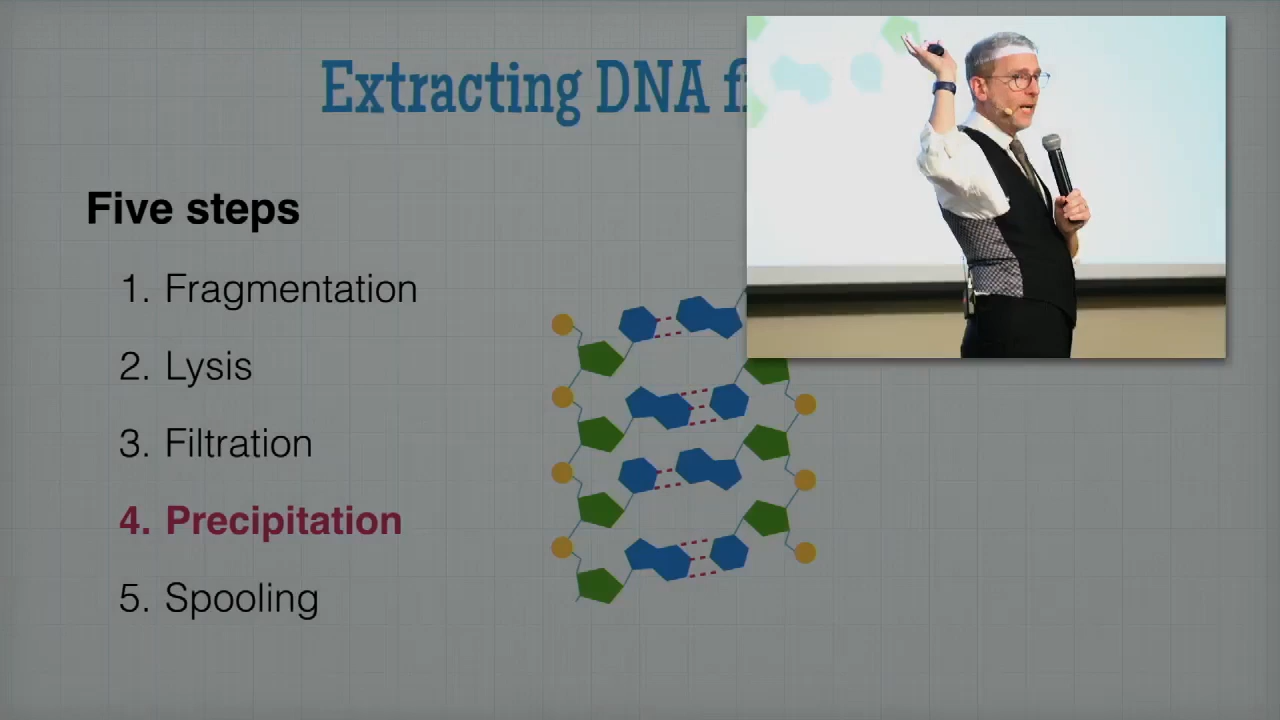 Extracting DNA
Five steps
1. Fragmentation
2. Lysis
3. Filtration
4. Precipitation
5. Spooling